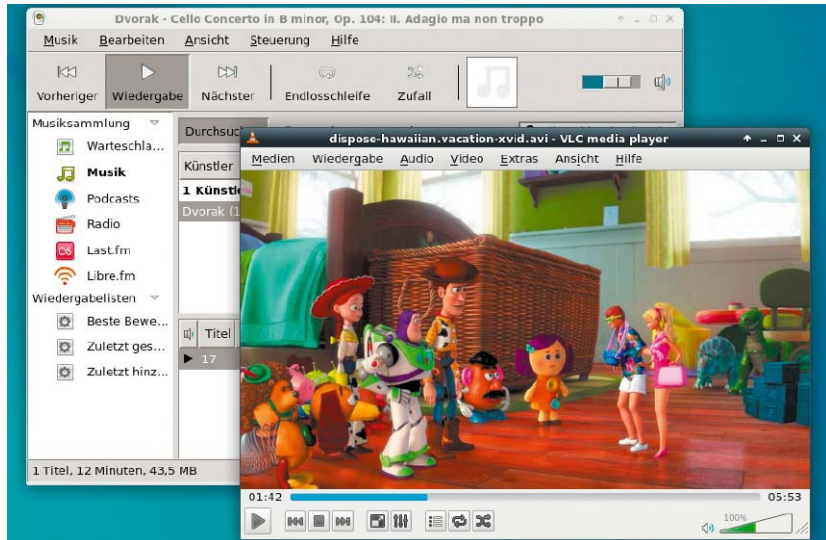 Dvorak - Cello Concerto in B minor, Op. 104: II. Adagio ma non troppo
Musik Bearbeiten Ansicht Steuerung Hilfe
Vorheriger Wiedergabe Nächster Endlosschleife Zufall
Musiksammlung
Warteschla...
Musik
Podcasts
Radio
Last.fm
Libre.fm
Wiedergabelisten
Beste Bewe...
Zuletzt ges...
Zuletzt hinz...
Künstler
Dvorak (1
Titel
17
1 Titel, 12 Minuten, 43,5 MB
dispose-hawaiian.vacation-xvid.avi - VLC media player
Medien Wiedergabe Audio Video Extras Ansicht Hilfe
01:42 05:53
100%